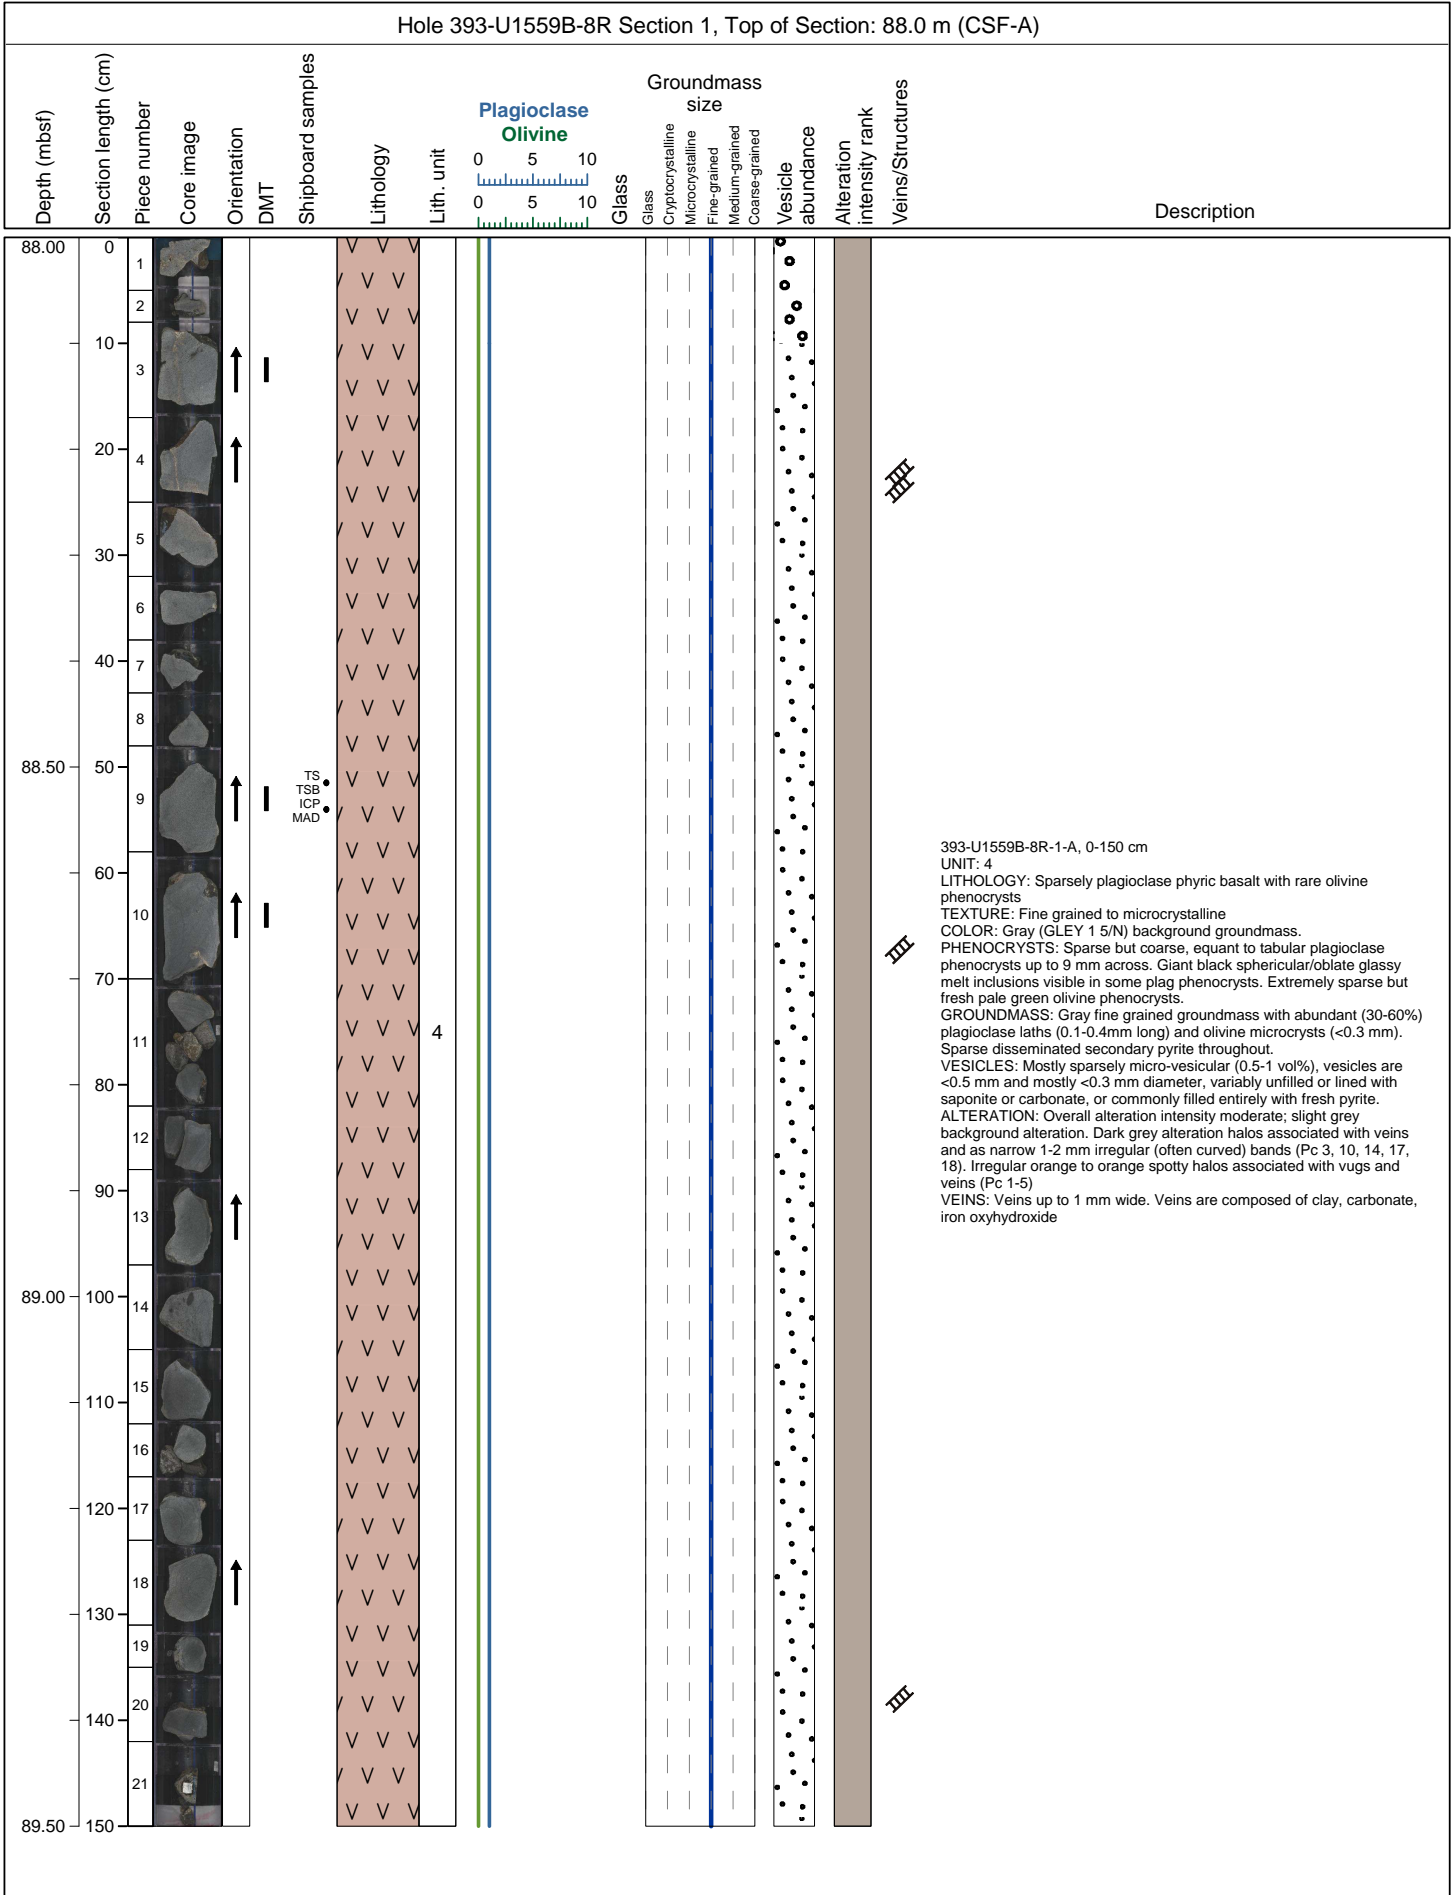 Hole 393-U1559B-8R Section 1, Top of Section: 88.0 m (CSF-A)
Depth (mbsf)
Section length (cm)
Piece number
Core image
Orientation
DMT
Shipboard samples
Lithology
Lith. unit
Plagioclase
Olivine
0 5 10
0 5 10
Glass
Groundmass
size
Glass
Cryptocrystalline
Microcrystalline
Fine-grained
Medium-grained
Coarse-grained
Vesicle
abundance
Alteration
intensity rank
Veins/Structures
Description
88.00
88.50
89.00
89.50
0
10
20
30
40
50
60
70
80
90
100
110
120
130
140
150
1
2
3
4
5
6
7
8
9
10
11
12
13
14
15
16
17
18
19
20
21
TS
TSB
ICP
MAD
4
393-U1559B-8R-1-A, 0-150 cm
UNIT: 4
LITHOLOGY: Sparsely plagioclase phyric basalt with rare olivine
phenocrysts
TEXTURE: Fine grained to microcrystalline
COLOR: Gray (GLEY 1 5/N) background groundmass.
PHENOCRYSTS: Sparse but coarse, equant to tabular plagioclase
phenocrysts up to 9 mm across. Giant black sphericular/oblate glassy
melt inclusions visible in some plag phenocrysts. Extremely sparse but
fresh pale green olivine phenocrysts.
GROUNDMASS: Gray fine grained groundmass with abundant (30-60%)
plagioclase laths (0.1-0.4mm long) and olivine microcrysts (<0.3 mm).
Sparse disseminated secondary pyrite throughout.
VESICLES: Mostly sparsely micro-vesicular (0.5-1 vol%), vesicles are
<0.5 mm and mostly <0.3 mm diameter, variably unfilled or lined with
saponite or carbonate, or commonly filled entirely with fresh pyrite.
ALTERATION: Overall alteration intensity moderate; slight grey
background alteration. Dark grey alteration halos associated with veins
and as narrow 1-2 mm irregular (often curved) bands (Pc 3, 10, 14, 17,
18). Irregular orange to orange spotty halos associated with vugs and
veins (Pc 1-5)
VEINS: Veins up to 1 mm wide. Veins are composed of clay, carbonate,
iron oxyhydroxide